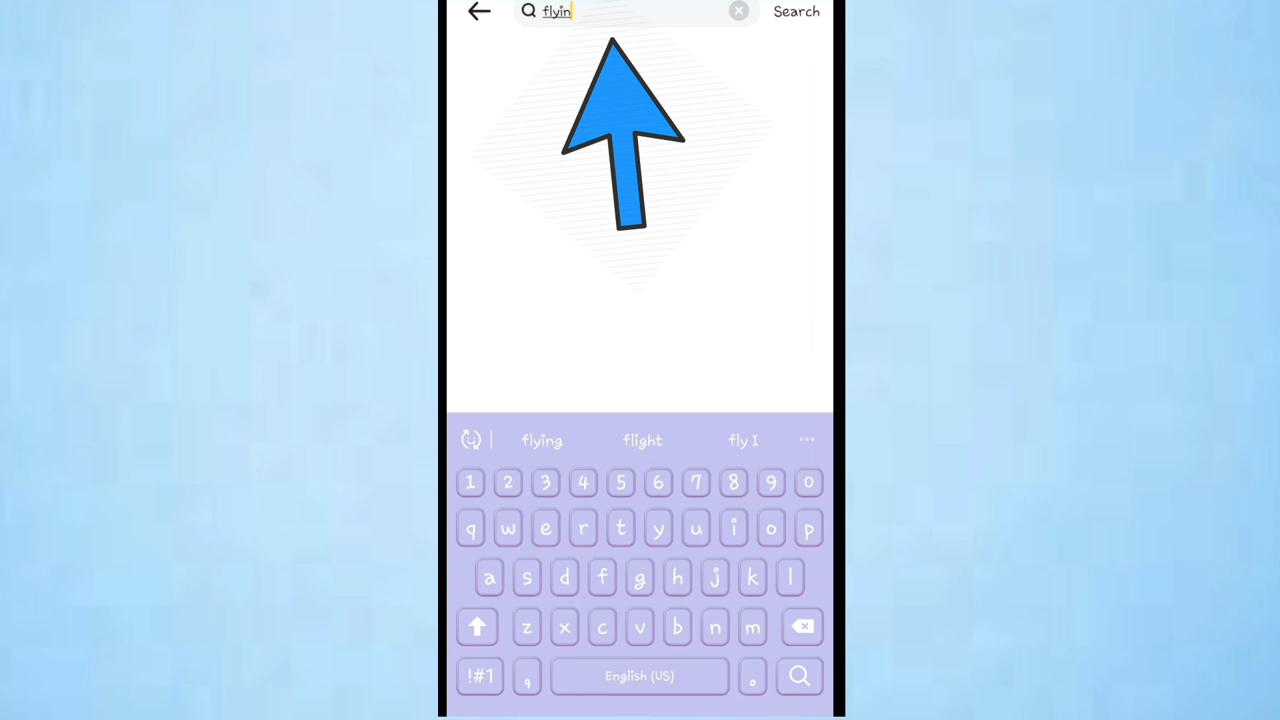 flyin Search
flying flight fly I
1 2 3 4 5 6 7 8 9 0
q w e r t y u i o p
a s d f g h j k l
z x c v b n m
!#1 , English (US) .